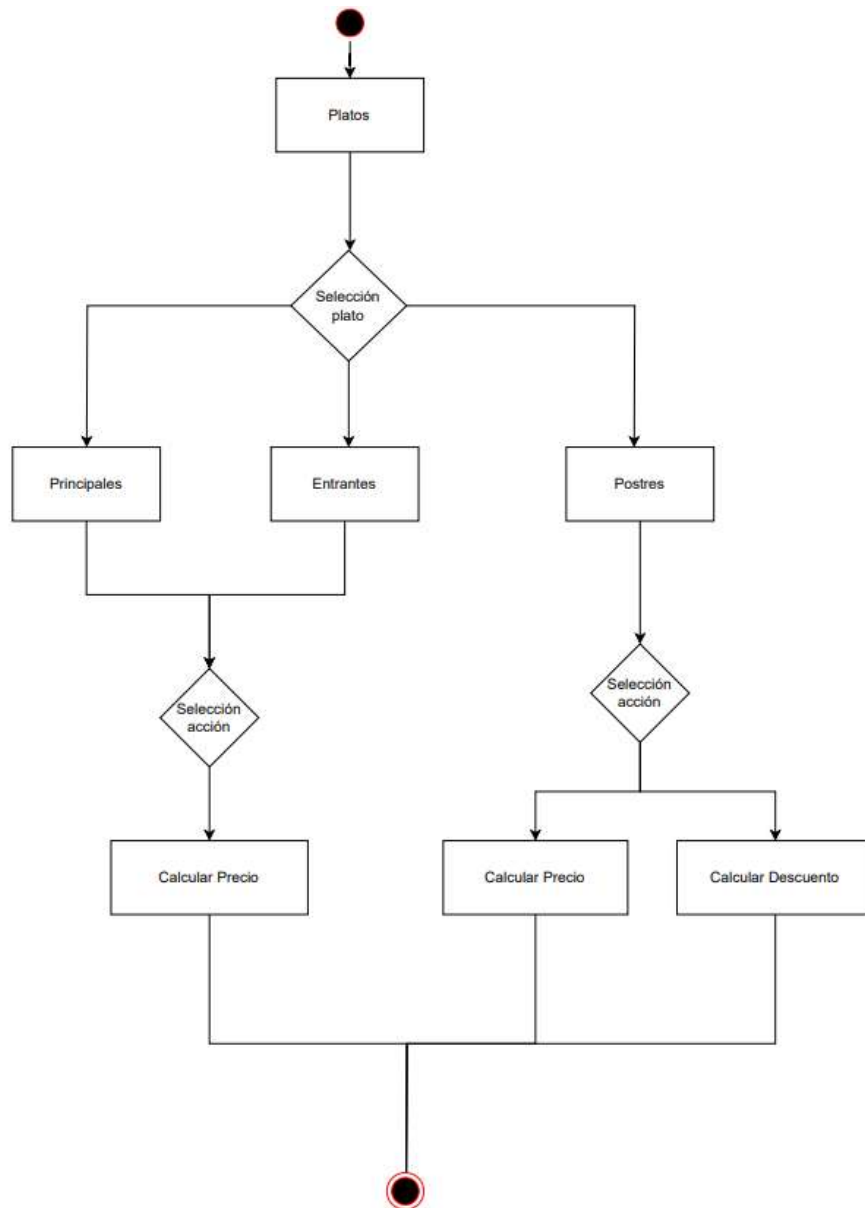 Platos
Selección
plato
Principales
Entrantes
Postres
Selección
acción
Selección
acción
Calcular Precio
Calcular Precio
Calcular Descuento